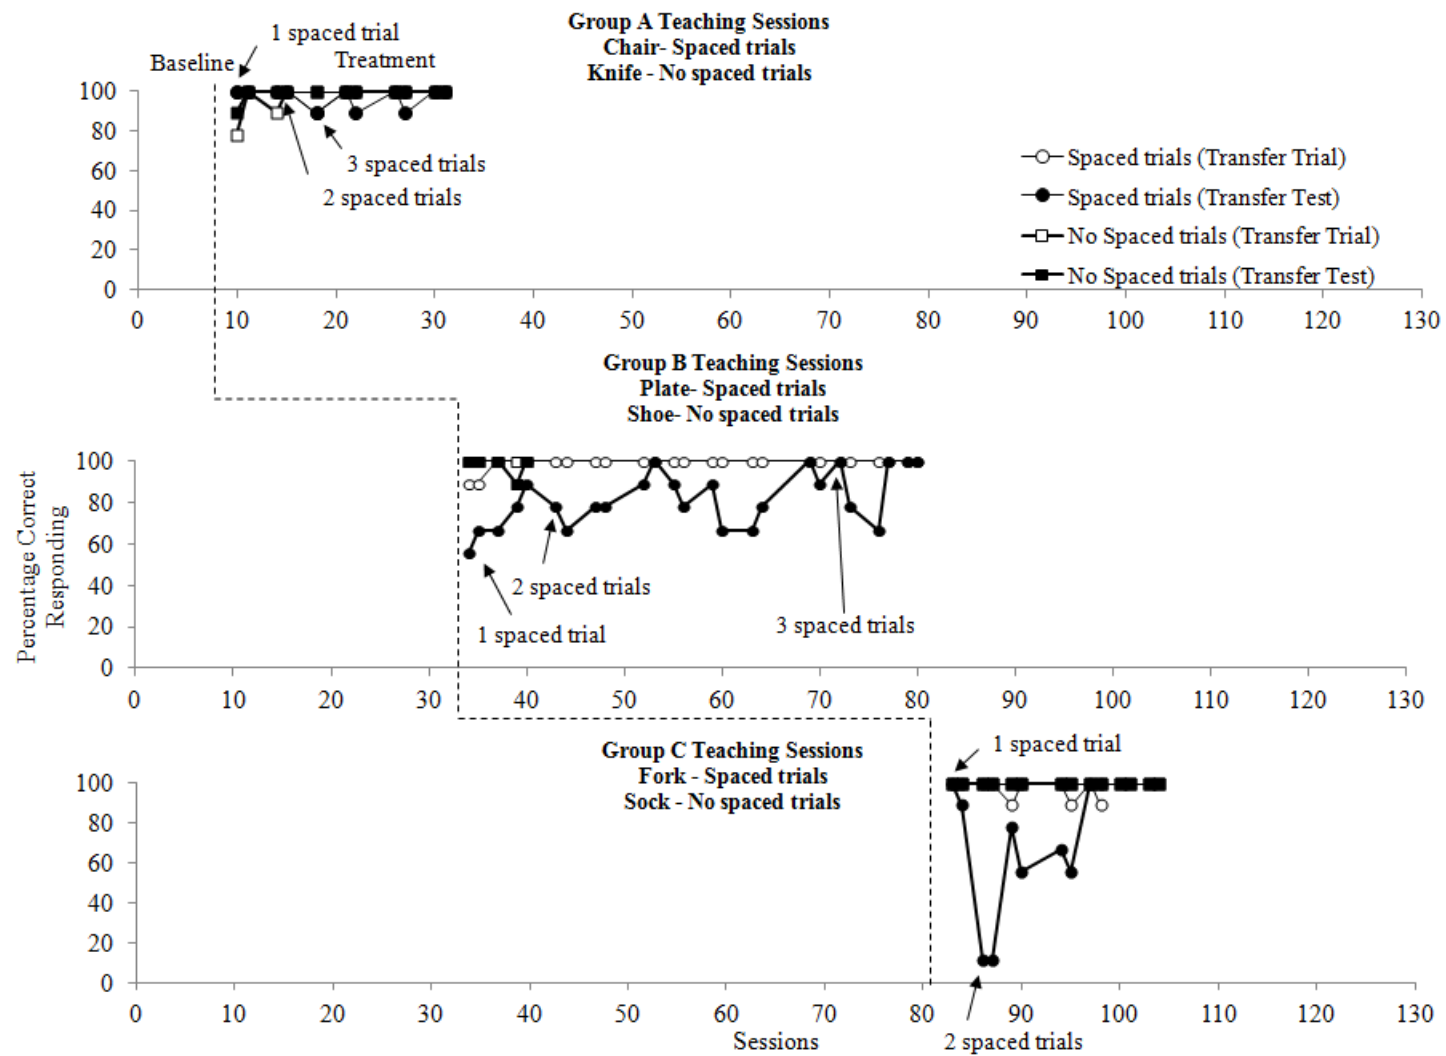 Group A Teaching Sessions
Chair- Spaced trials
Knife - No spaced trials
1 spaced trial
Baseline
Treatment
100
80
60
40
20
0
3 spaced trials
2 spaced trials
Spaced trials (Transfer Trial)
Spaced trials (Transfer Test)
No Spaced trials (Transfer Trial)
No Spaced trials (Transfer Test)
0 10 20 30 40 50 60 70 80 90 100 110 120 130
Group B Teaching Sessions
Plate- Spaced trials
Shoe- No spaced trials
Percentage Correct
Responding
100
80
60
40
20
0
2 spaced trials
1 spaced trial
3 spaced trials
0 10 20 30 40 50 60 70 80 90 100 110 120 130
Group C Teaching Sessions
Fork - Spaced trials
Sock - No spaced trials
1 spaced trial
100
80
60
40
20
0
0 10 20 30 40 50 60 70 80 90 100 110 120 130
Sessions
2 spaced trials